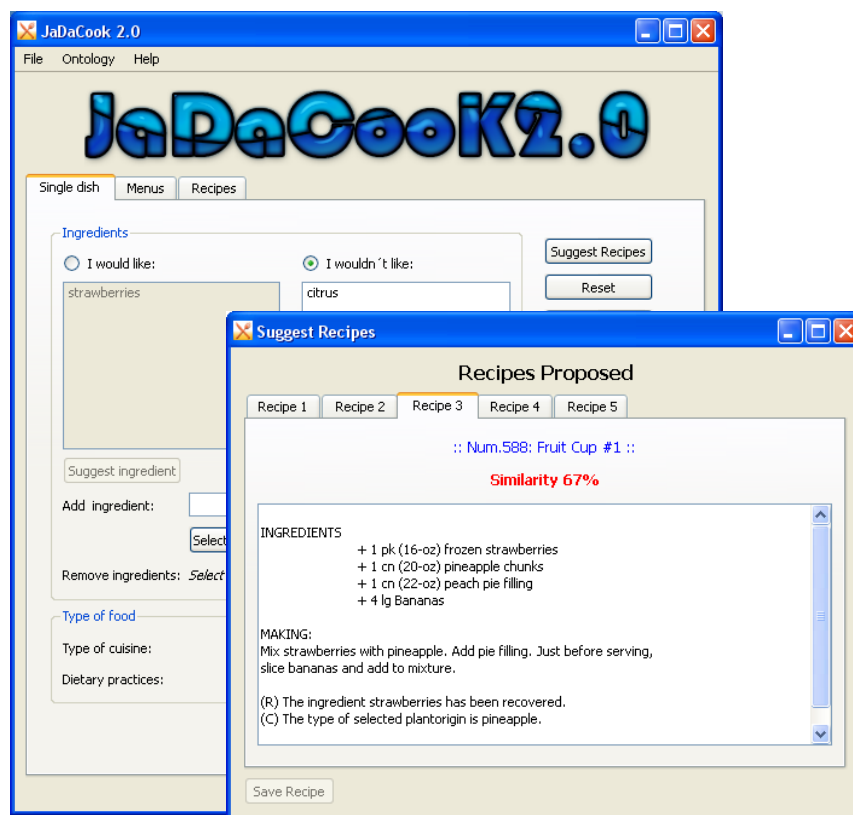 JaDaCook 2.0
File Ontology Help
JaDaCooK2.0
Single dish Menus Recipes
Ingredients
I would like: I wouldn´t like:
strawberries citrus
Suggest Recipes
Reset
Suggest ingredient
Add ingredient:
Select
Remove ingredients: Select
Type of food
Type of cuisine:
Dietary practices:
Suggest Recipes
Recipes Proposed
Recipe 1 Recipe 2 Recipe 3 Recipe 4 Recipe 5
:: Num.588: Fruit Cup #1 ::
Similarity 67%
INGREDIENTS
+ 1 pk (16-oz) frozen strawberries
+ 1 cn (20-oz) pineapple chunks
+ 1 cn (22-oz) peach pie filling
+ 4 lg Bananas
MAKING:
Mix strawberries with pineapple. Add pie filling. Just before serving,
slice bananas and add to mixture.
(R) The ingredient strawberries has been recovered.
(C) The type of selected plantorigin is pineapple.
Save Recipe